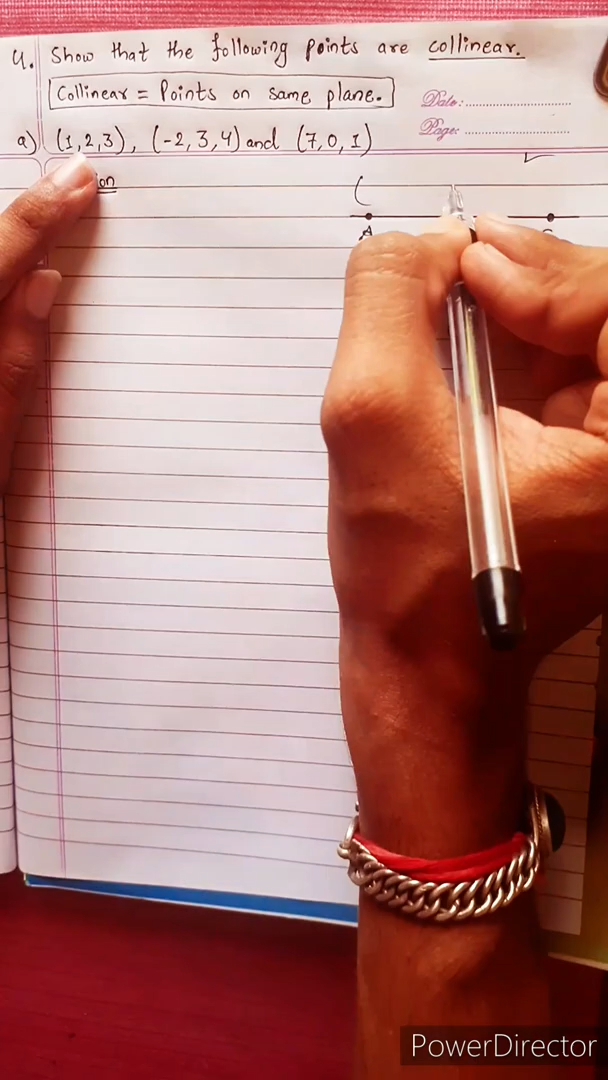 4. Show that the following points are collinear.
Collinear = Points on same plane.
Date:
Page:
a) (1,2,3), (-2,3,4) and (7,0,1)
(
A
PowerDirector